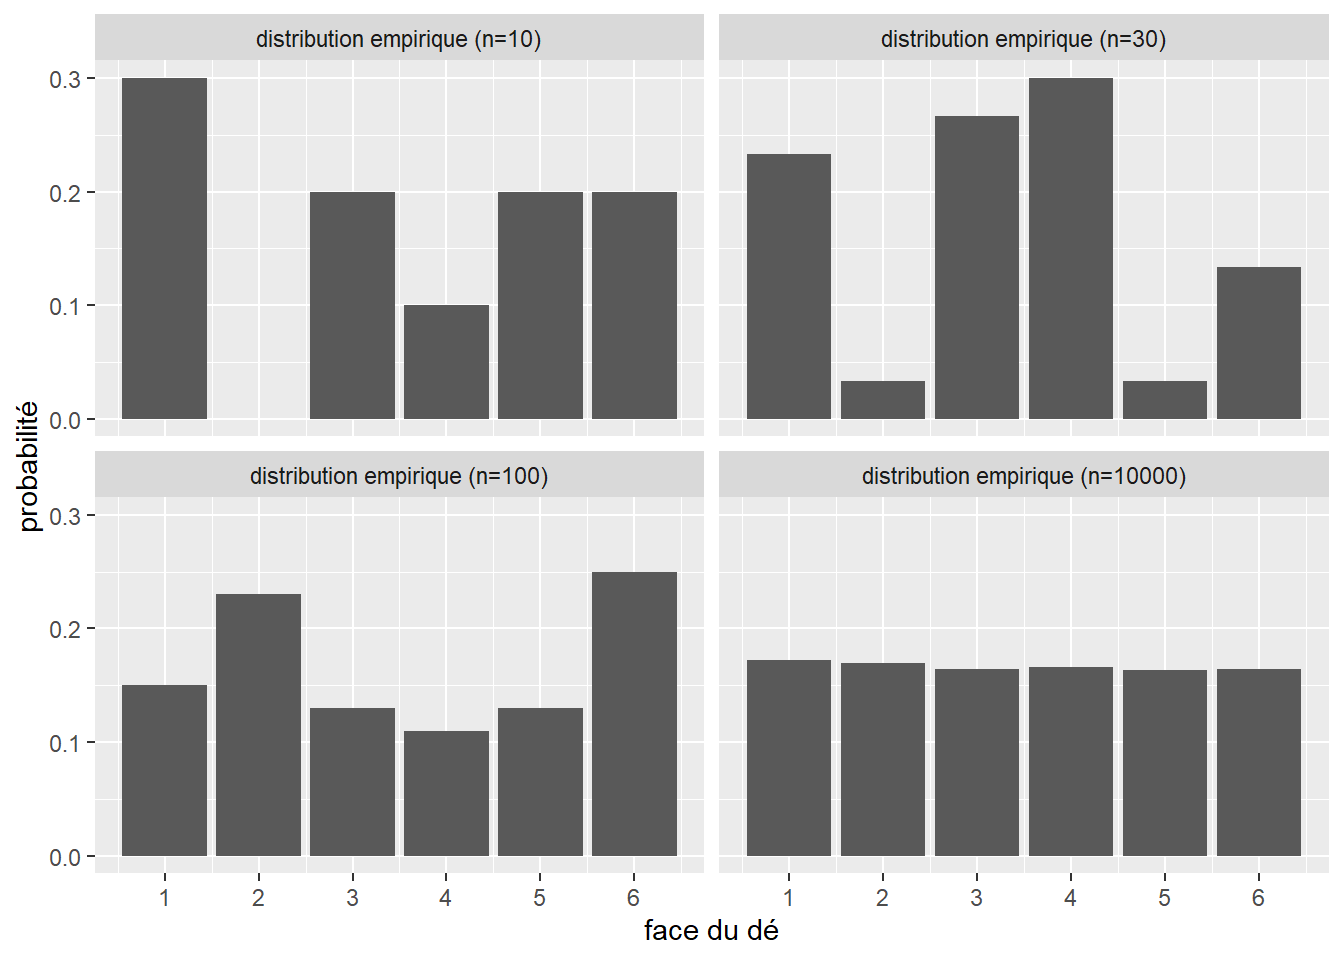 distribution empirique (n=10)
distribution empirique (n=30)
0.3
0.2
0.1
0.0
distribution empirique (n=100)
distribution empirique (n=10000)
0.3
0.2
0.1
0.0
1 2 3 4 5 6
1 2 3 4 5 6
face du dé
probabilité